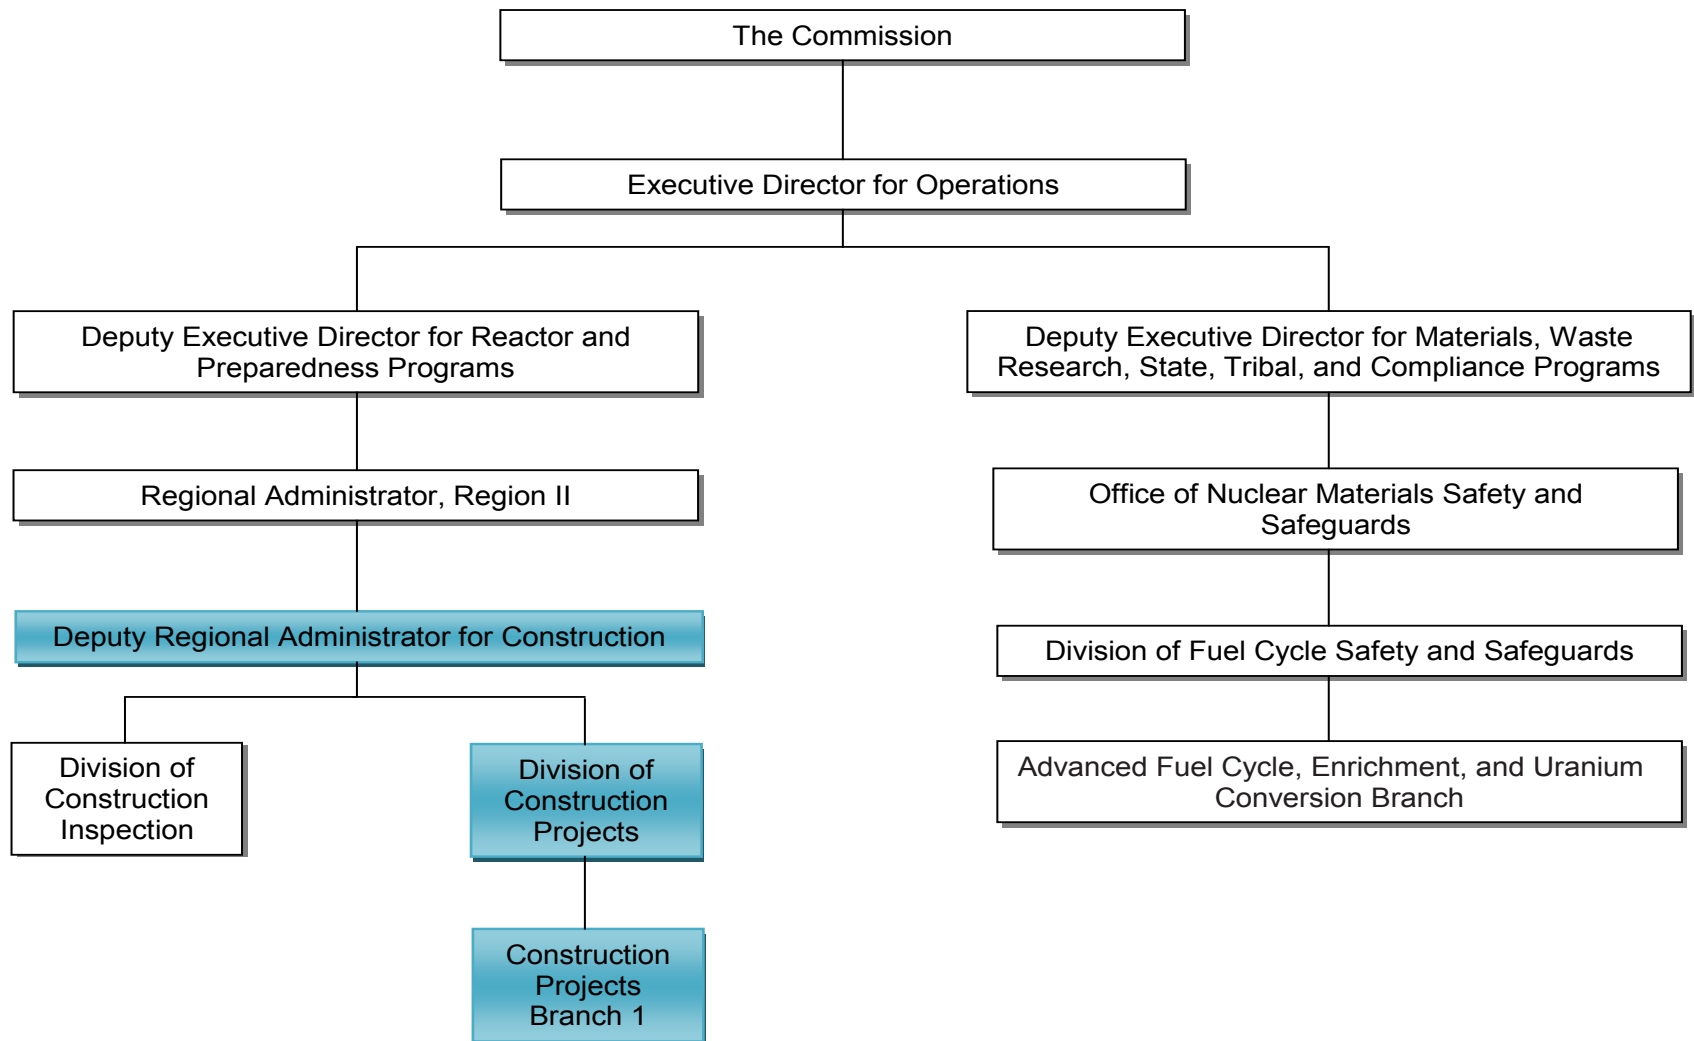 The Commission
Executive Director for Operations
Deputy Executive Director for Reactor and
Preparedness Programs
Deputy Executive Director for Materials, Waste
Research, State, Tribal, and Compliance Programs
Regional Administrator, Region II
Office of Nuclear Materials Safety and
Safeguards
Deputy Regional Administrator for Construction
Division of Fuel Cycle Safety and Safeguards
Division of
Construction
Inspection
Division of
Construction
Projects
Advanced Fuel Cycle, Enrichment, and Uranium
Conversion Branch
Construction
Projects
Branch 1